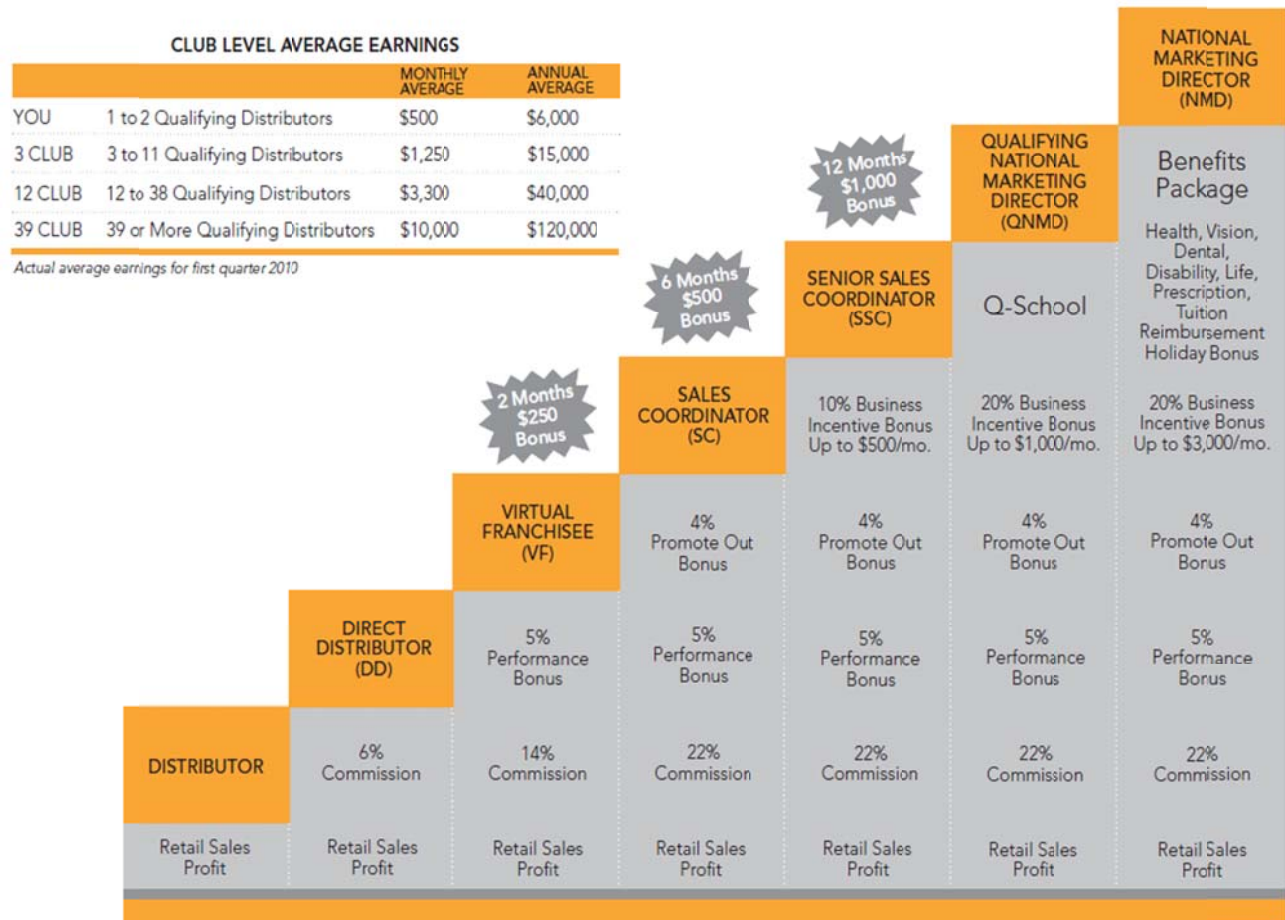 CLUB LEVEL AVERAGE EARNINGS
MONTHLY AVERAGE ANNUAL AVERAGE
YOU 1 to 2 Qualifying Distributors $500 $6,000
3 CLUB 3 to 11 Qualifying Distributors $1,250 $15,000
12 CLUB 12 to 38 Qualifying Distributors $3,300 $40,000
39 CLUB 39 or More Qualifying Distributors $10,000 $120,000
Actual average earnings for first quarter 2010
DISTRIBUTOR
Retail Sales
Profit
DIRECT
DISTRIBUTOR
(DD)
6%
Commission
Retail Sales
Profit
2 Months
$250
Bonus
VIRTUAL
FRANCHISEE
(VF)
5%
Performance
Bonus
14%
Commission
Retail Sales
Profit
6 Months
$500
Bonus
SALES
COORDINATOR
(SC)
4%
Promote Out
Bonus
5%
Performance
Bonus
22%
Commission
Retail Sales
Profit
12 Months
$1,000
Bonus
SENIOR SALES
COORDINATOR
(SSC)
10% Business
Incentive Bonus
Up to $500/mo.
4%
Promote Out
Bonus
5%
Performance
Bonus
22%
Commission
Retail Sales
Profit
QUALIFYING
NATIONAL
MARKETING
DIRECTOR
(QNMD)
Q-School
20% Business
Incentive Bonus
Up to $1,000/mo.
4%
Promote Out
Bonus
5%
Performance
Bonus
22%
Commission
Retail Sales
Profit
NATIONAL
MARKETING
DIRECTOR
(NMD)
Benefits
Package
Health, Vision,
Dental,
Disability, Life,
Prescription,
Tuition
Reimbursement
Holiday Bonus
20% Business
Incentive Bonus
Up to $3,000/mo.
4%
Promote Out
Bonus
5%
Performance
Bonus
22%
Commission
Retail Sales
Profit